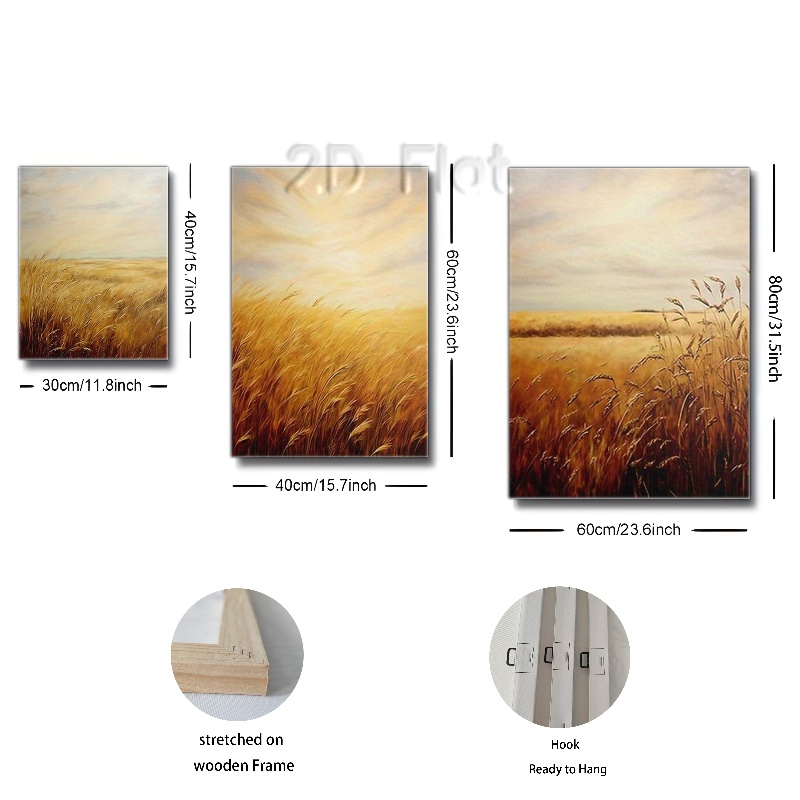 2D Flat
40cm/15.7inch
30cm/11.8inch
60cm/23.6inch
40cm/15.7inch
80cm/31.5inch
60cm/23.6inch
stretched on
wooden Frame
Hook
Ready to Hang